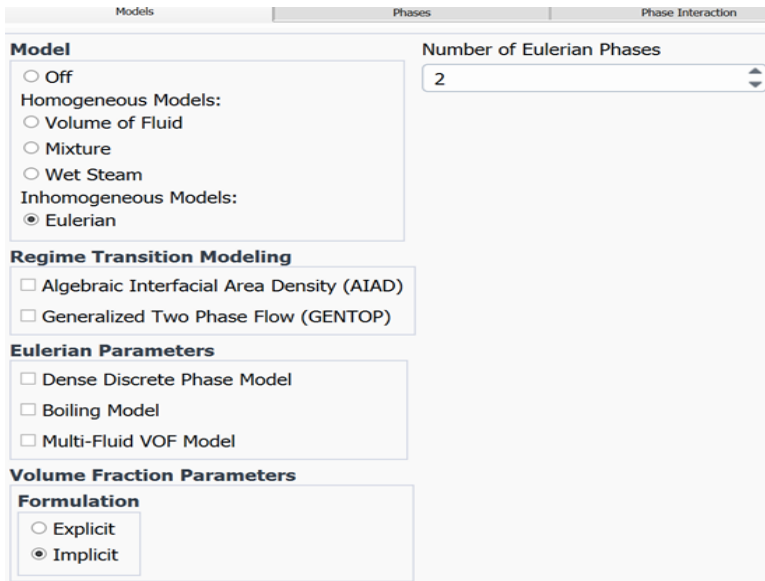 Models Phases Phase Interaction
Model
Off
Homogeneous Models:
Volume of Fluid
Mixture
Wet Steam
Inhomogeneous Models:
Eulerian
Number of Eulerian Phases
2
Regime Transition Modeling
Algebraic Interfacial Area Density (AIAD)
Generalized Two Phase Flow (GENTOP)
Eulerian Parameters
Dense Discrete Phase Model
Boiling Model
Multi-Fluid VOF Model
Volume Fraction Parameters
Formulation
Explicit
Implicit